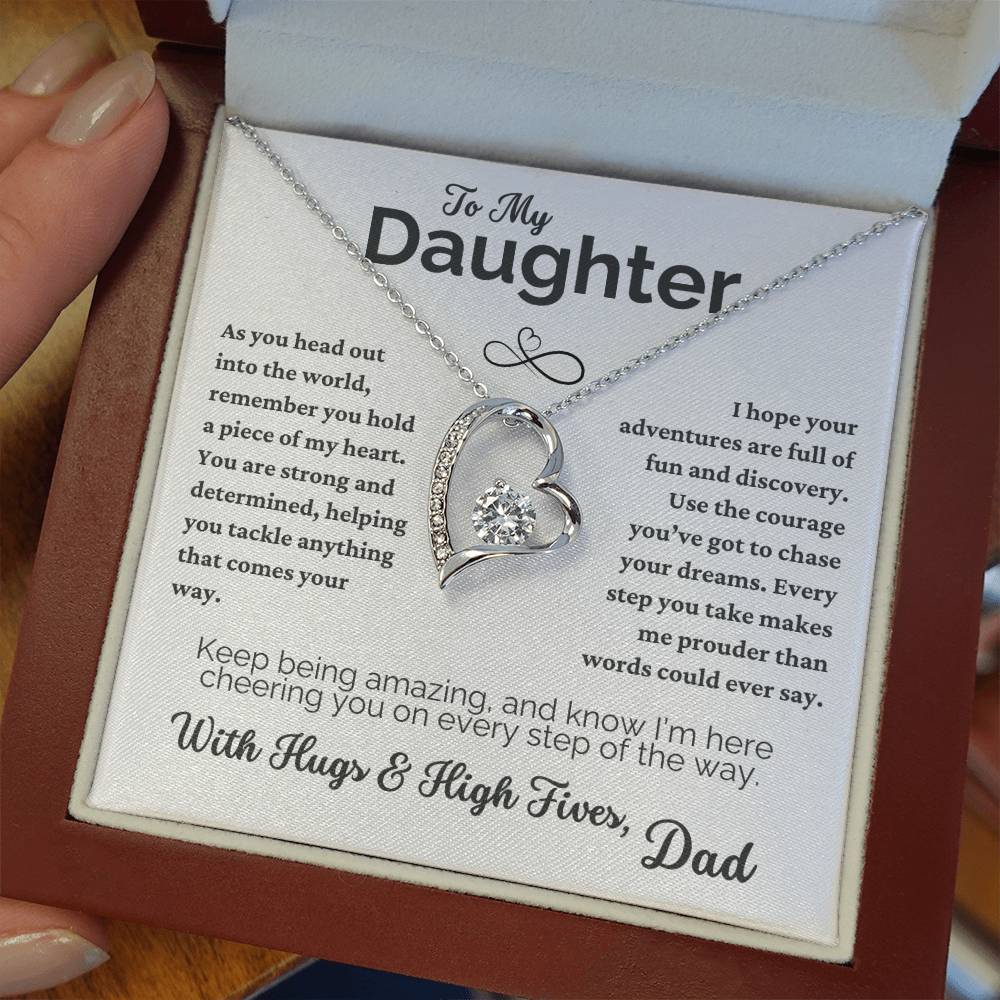 To My
Daughter
As you head out
into the world,
remember you hold
a piece of my heart.
You are strong and
determined, helping
you tackle anything
that comes your
way.
I hope your
adventures are full of
fun and discovery.
Use the courage
you’ve got to chase
your dreams. Every
step you take makes
me prouder than
words could ever say.
Keep being amazing, and know I'm here
cheering you on every step of the way.
With Hugs & High Fives, Dad